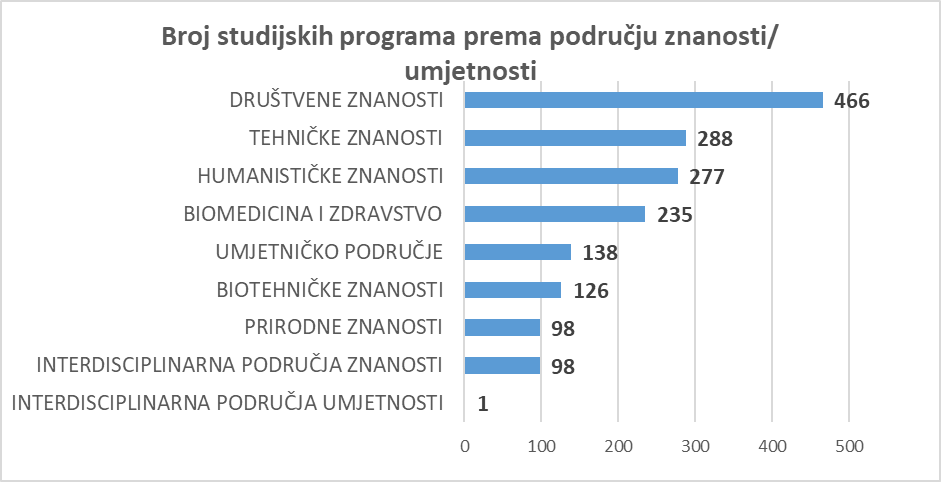 Broj studijskih programa prema području znanosti/
umjetnosti
DRUŠTVENE ZNANOSTI 466
TEHNIČKE ZNANOSTI 288
HUMANISTIČKE ZNANOSTI 277
BIOMEDICINA I ZDRAVSTVO 235
UMJETNIČKO PODRUČJE 138
BIOTEHNIČKE ZNANOSTI 126
PRIRODNE ZNANOSTI 98
INTERDISCIPLINARNA PODRUČJA ZNANOSTI 98
INTERDISCIPLINARNA PODRUČJA UMJETNOSTI 1
0 100 200 300 400 500